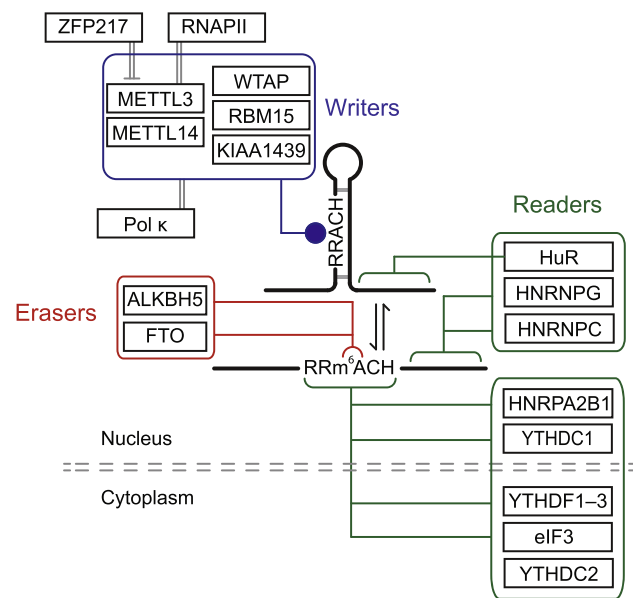 ZFP217
RNAPII
METTL3
METTL14
WTAP
RBM15
KIAA1439
Writers
Pol κ
RRACH
Readers
HuR
HNRNPG
HNRNPC
Erasers
ALKBH5
FTO
RRm6ACH
HNRPA2B1
YTHDC1
Nucleus
Cytoplasm
YTHDF1–3
eIF3
YTHDC2